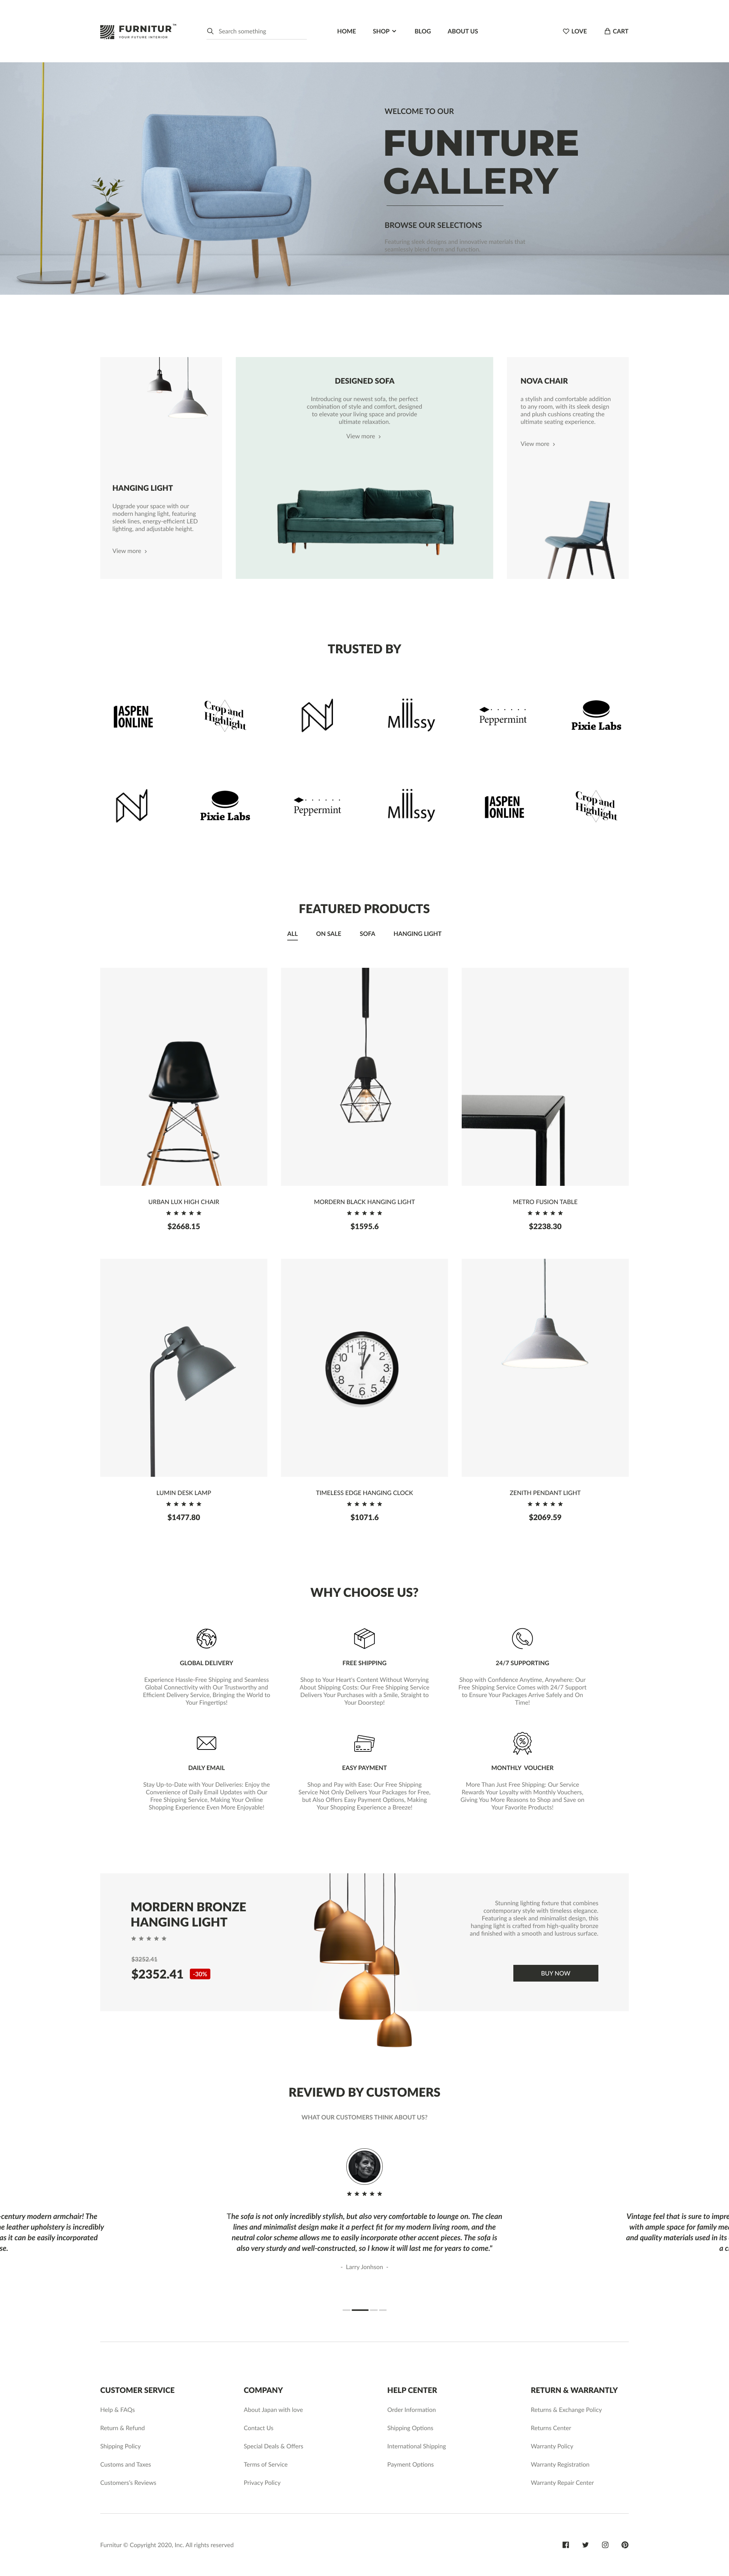 FURNITUR™
YOUR FUTURE INTERIOR
Search something
HOME
SHOP
BLOG
ABOUT US
LOVE
CART
WELCOME TO OUR
FUNITURE
GALLERY
BROWSE OUR SELECTIONS
Featuring sleek designs and innovative materials that
seamlessly blend form and function.
HANGING LIGHT
Upgrade your space with our
modern hanging light, featuring
sleek lines, energy-efficient LED
lighting, and adjustable height.
View more >
DESIGNED SOFA
Introducing our newest sofa, the perfect
combination of style and comfort, designed
to elevate your living space and provide
ultimate relaxation.
View more >
NOVA CHAIR
a stylish and comfortable addition
to any room, with its sleek design
and plush cushions creating the
ultimate seating experience.
View more >
TRUSTED BY
ASPEN
ONLINE
Crop and
Highlight
Millssy
Peppermint
Pixie Labs
Pixie Labs
Peppermint
Millssy
ASPEN
ONLINE
Crop and
Highlight
FEATURED PRODUCTS
ALL
ON SALE
SOFA
HANGING LIGHT
URBAN LUX HIGH CHAIR
$2668.15
MORDERN BLACK HANGING LIGHT
$1595.6
METRO FUSION TABLE
$2238.30
12
1
2
3
4
5
6
7
8
9
10
11
LUMIN DESK LAMP
$1477.80
TIMELESS EDGE HANGING CLOCK
$1071.6
ZENITH PENDANT LIGHT
$2069.59
WHY CHOOSE US?
GLOBAL DELIVERY
Experience Hassle-Free Shipping and Seamless
Global Connectivity with Our Trustworthy and
Efficient Delivery Service, Bringing the World to
Your Fingertips!
FREE SHIPPING
Shop to Your Heart's Content Without Worrying
About Shipping Costs: Our Free Shipping Service
Delivers Your Purchases with a Smile, Straight to
Your Doorstep!
24/7 SUPPORTING
Shop with Confidence Anytime, Anywhere: Our
Free Shipping Service Comes with 24/7 Support
to Ensure Your Packages Arrive Safely and On
Time!
DAILY EMAIL
Stay Up-to-Date with Your Deliveries: Enjoy the
Convenience of Daily Email Updates with Our
Free Shipping Service, Making Your Online
Shopping Experience Even More Enjoyable!
EASY PAYMENT
Shop and Pay with Ease: Our Free Shipping
Service Not Only Delivers Your Packages for Free,
but Also Offers Easy Payment Options, Making
Your Shopping Experience a Breeze!
MONTHLY VOUCHER
More Than Just Free Shipping: Our Service
Rewards Your Loyalty with Monthly Vouchers,
Giving You More Reasons to Shop and Save on
Your Favorite Products!
MORDERN BRONZE
HANGING LIGHT
$3252.41
$2352.41
-30%
Stunning lighting fixture that combines
contemporary style with timeless elegance.
Featuring a sleek and minimalist design, this
hanging light is crafted from high-quality bronze
and finished with a smooth and lustrous surface.
BUY NOW
REVIEWD BY CUSTOMERS
WHAT OUR CUSTOMERS THINK ABOUT US?
-century modern armchair! The
leather upholstery is incredibly
as it can be easily incorporated
se.
The sofa is not only incredibly stylish, but also very comfortable to lounge on. The clean
lines and minimalist design make it a perfect fit for my modern living room, and the
neutral color scheme allows me to easily incorporate other accent pieces. The sofa is
also very sturdy and well-constructed, so I know it will last me for years to come."
- Larry Jonhson -
Vintage feel that is sure to impre
with ample space for family me
and quality materials used in its
a c
CUSTOMER SERVICE
Help & FAQs
Return & Refund
Shipping Policy
Customs and Taxes
Customers's Reviews
COMPANY
About Japan with love
Contact Us
Special Deals & Offers
Terms of Service
Privacy Policy
HELP CENTER
Order Information
Shipping Options
International Shipping
Payment Options
RETURN & WARRANTLY
Returns & Exchange Policy
Returns Center
Warranty Policy
Warranty Registration
Warranty Repair Center
Furnitur © Copyright 2020, Inc. All rights reserved